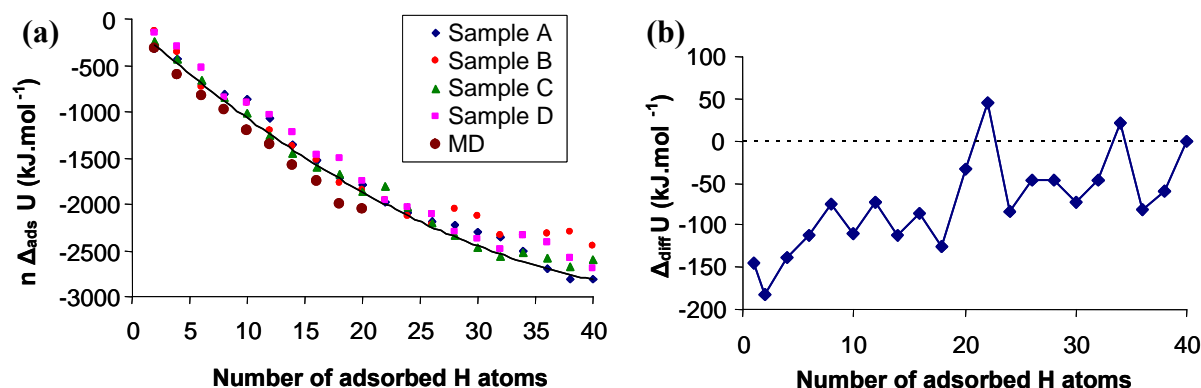 (a)
n Δads U (kJ.mol -1)
0
-500
-1000
-1500
-2000
-2500
-3000
0 5 10 15 20 25 30 35 40
Number of adsorbed H atoms
Sample A
Sample B
Sample C
Sample D
MD
(b)
Δdiff U (kJ.mol -1)
100
50
0
-50
-100
-150
-200
0 10 20 30 40
Number of adsorbed H atoms